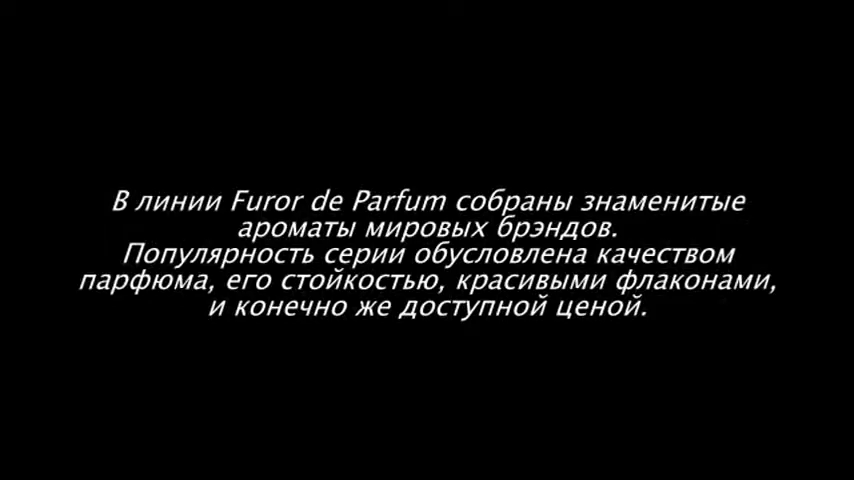 В линии Furor de Parfum собраны знаменитые
ароматы мировых брэндов.
Популярность серии обусловлена качеством
парфюма, его стойкостью, красивыми флаконами,
и конечно же доступной ценой.